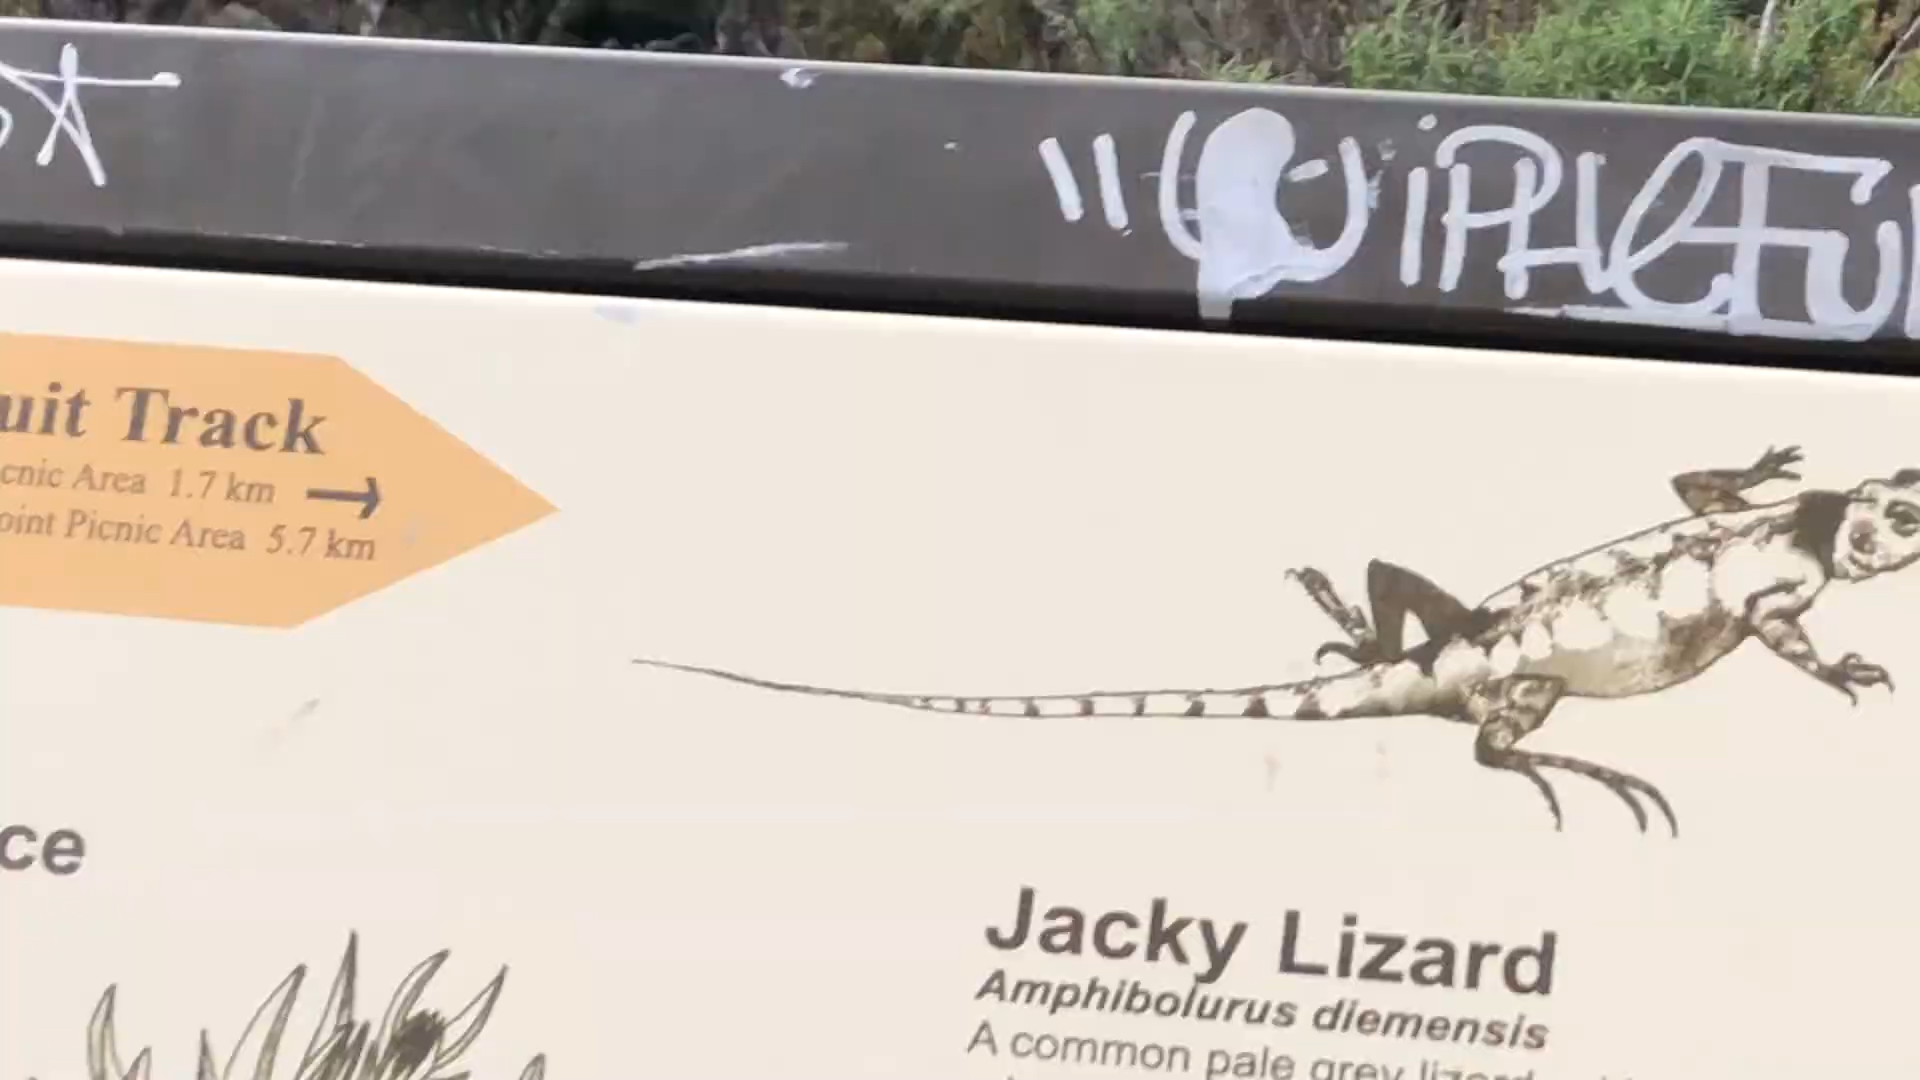 uit Track
cnic Area 1.7 km →
oint Picnic Area 5.7 km
ce
Jacky Lizard
Amphibolurus diemensis
A common pale grey lizard